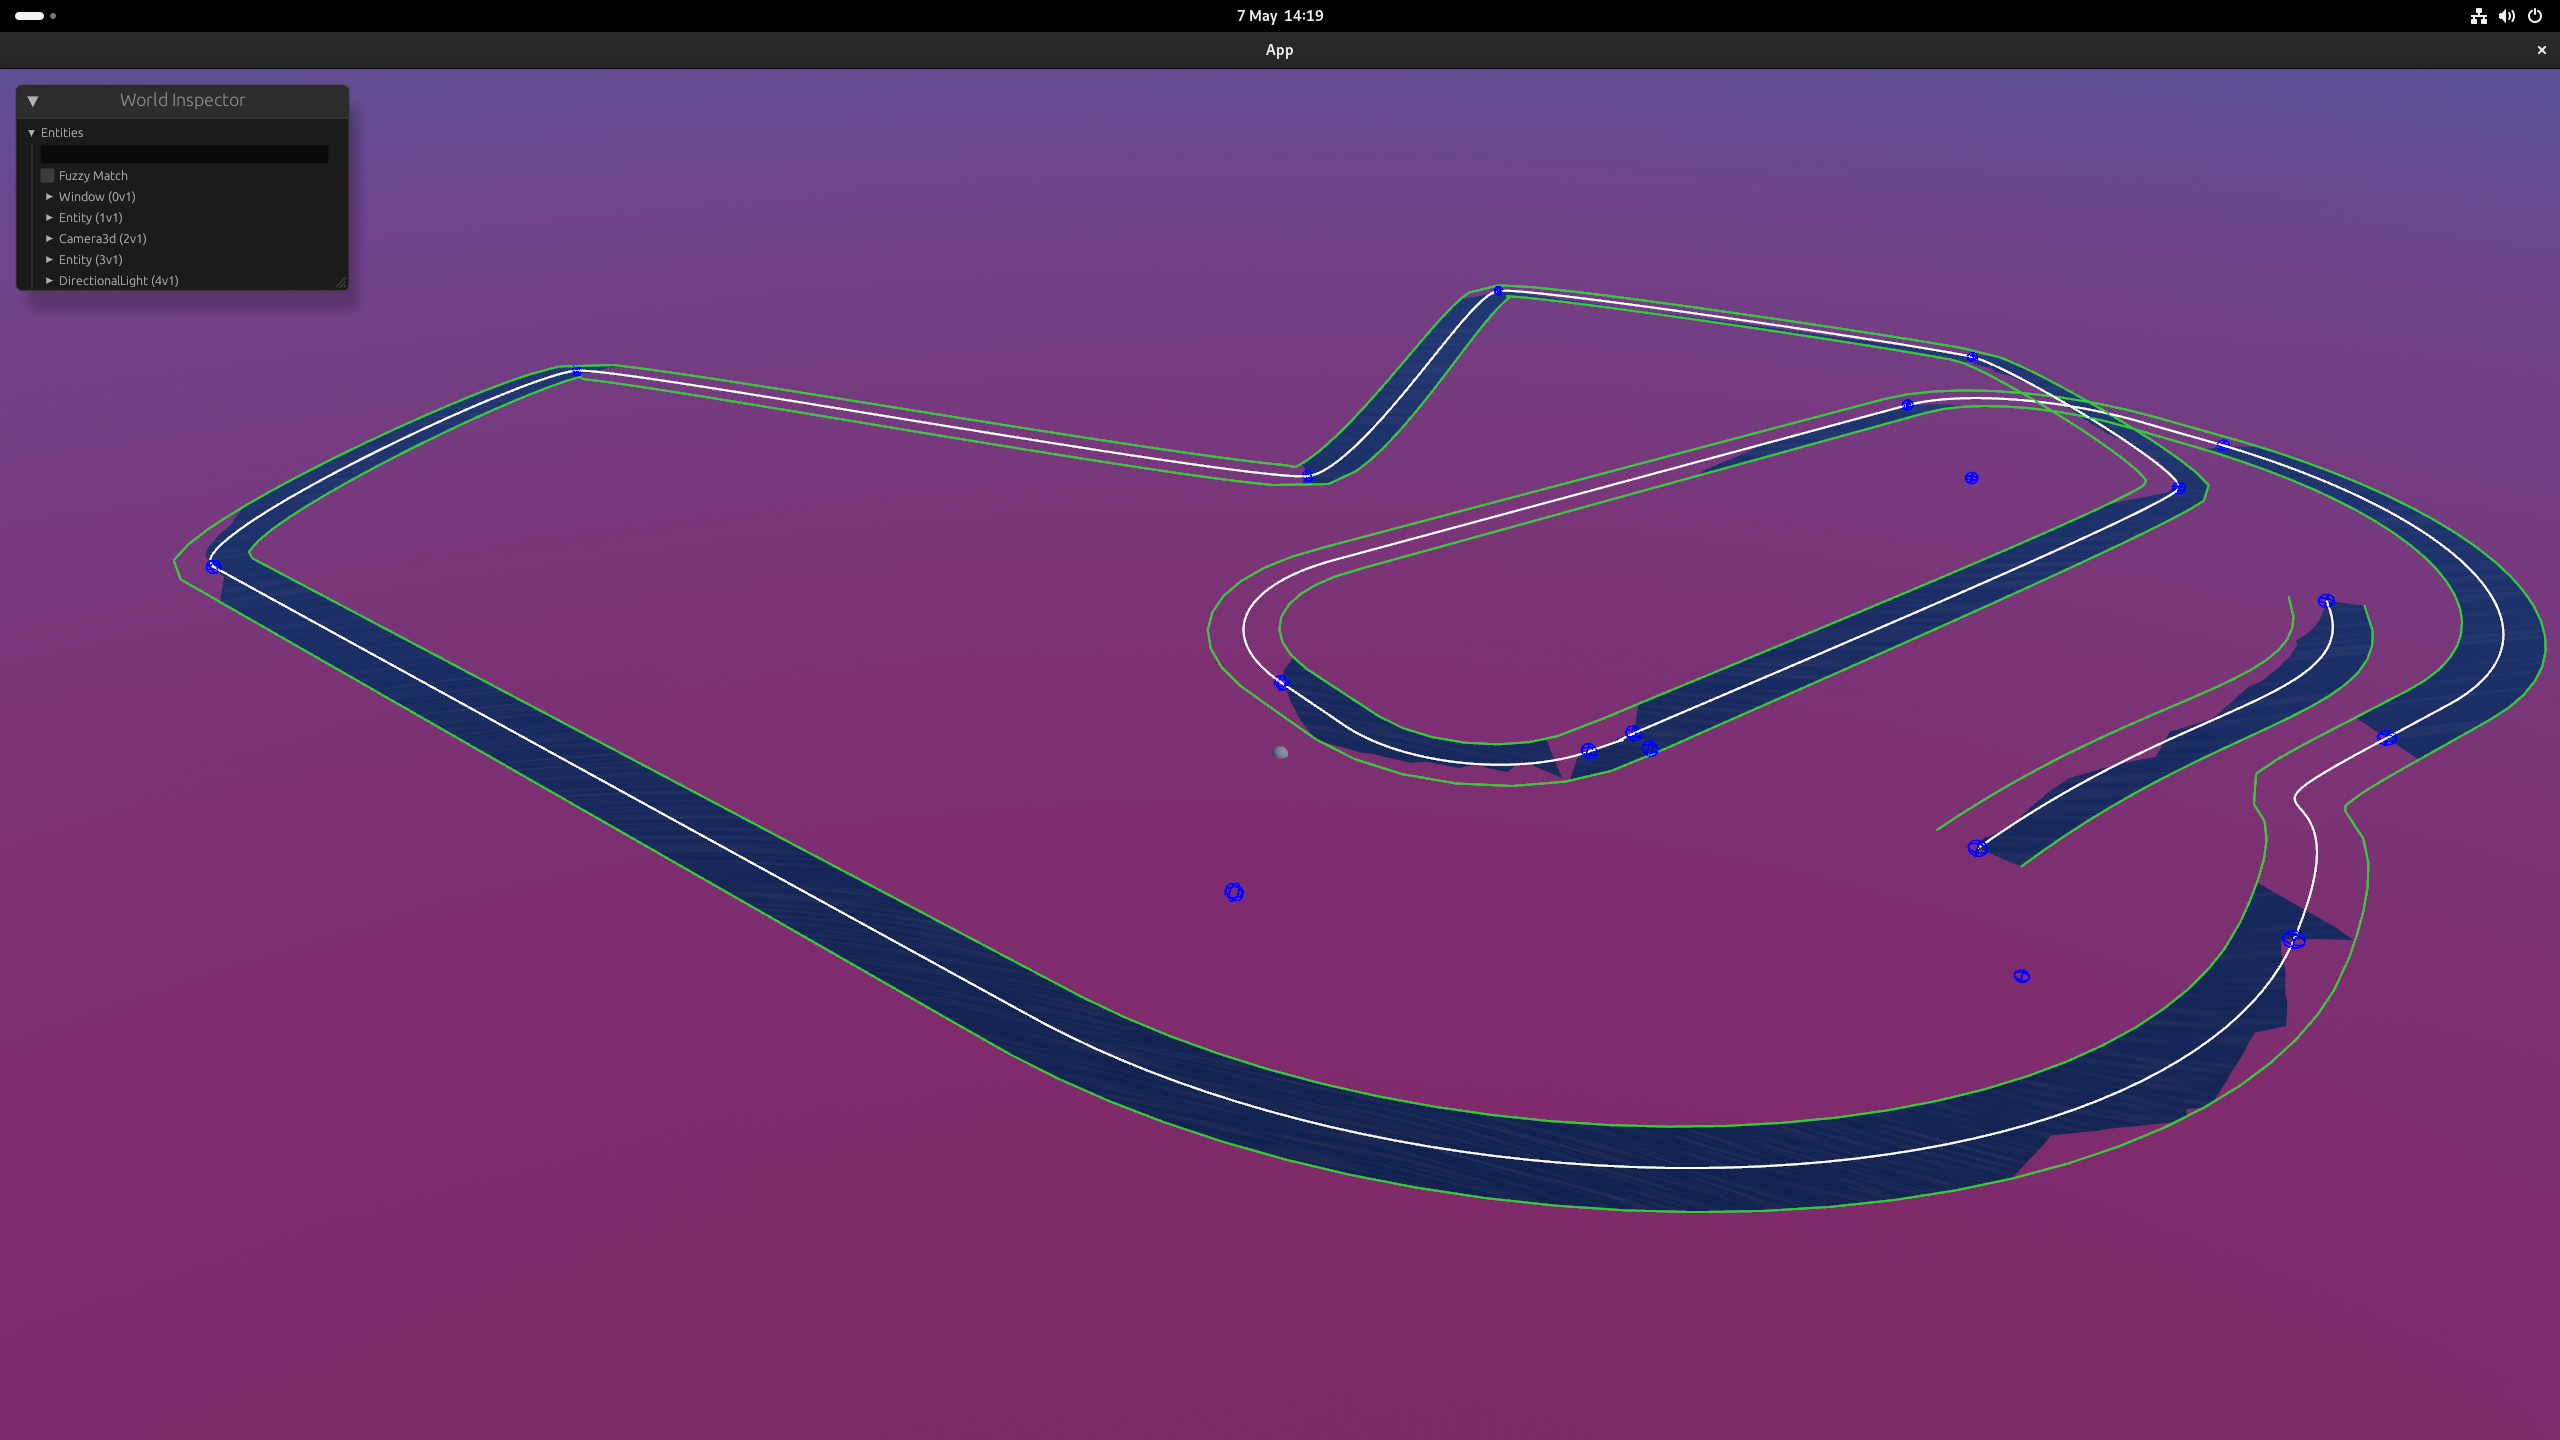 7 May 14:19
App
World Inspector
Entities
Fuzzy Match
Window (0v1)
Entity (1v1)
Camera3d (2v1)
Entity (3v1)
DirectionalLight (4v1)